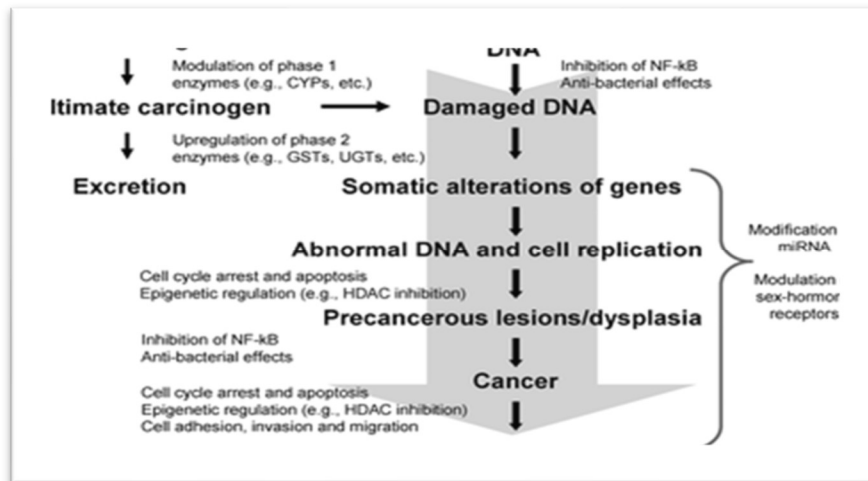 DNA
Modulation of phase 1
enzymes (e.g., CYPs, etc.)
Inhibition of NF-kB
Anti-bacterial effects
ltimate carcinogen
Damaged DNA
Upregulation of phase 2
enzymes (e.g., GSTs, UGTs, etc.)
Excretion
Somatic alterations of genes
Abnormal DNA and cell replication
Modification
miRNA
Cell cycle arrest and apoptosis
Epigenetic regulation (e.g., HDAC inhibition)
Modulation
sex-hormor
receptors
Precancerous lesions/dysplasia
Inhibition of NF-kB
Anti-bacterial effects
Cancer
Cell cycle arrest and apoptosis
Epigenetic regulation (e.g., HDAC inhibition)
Cell adhesion, invasion and migration